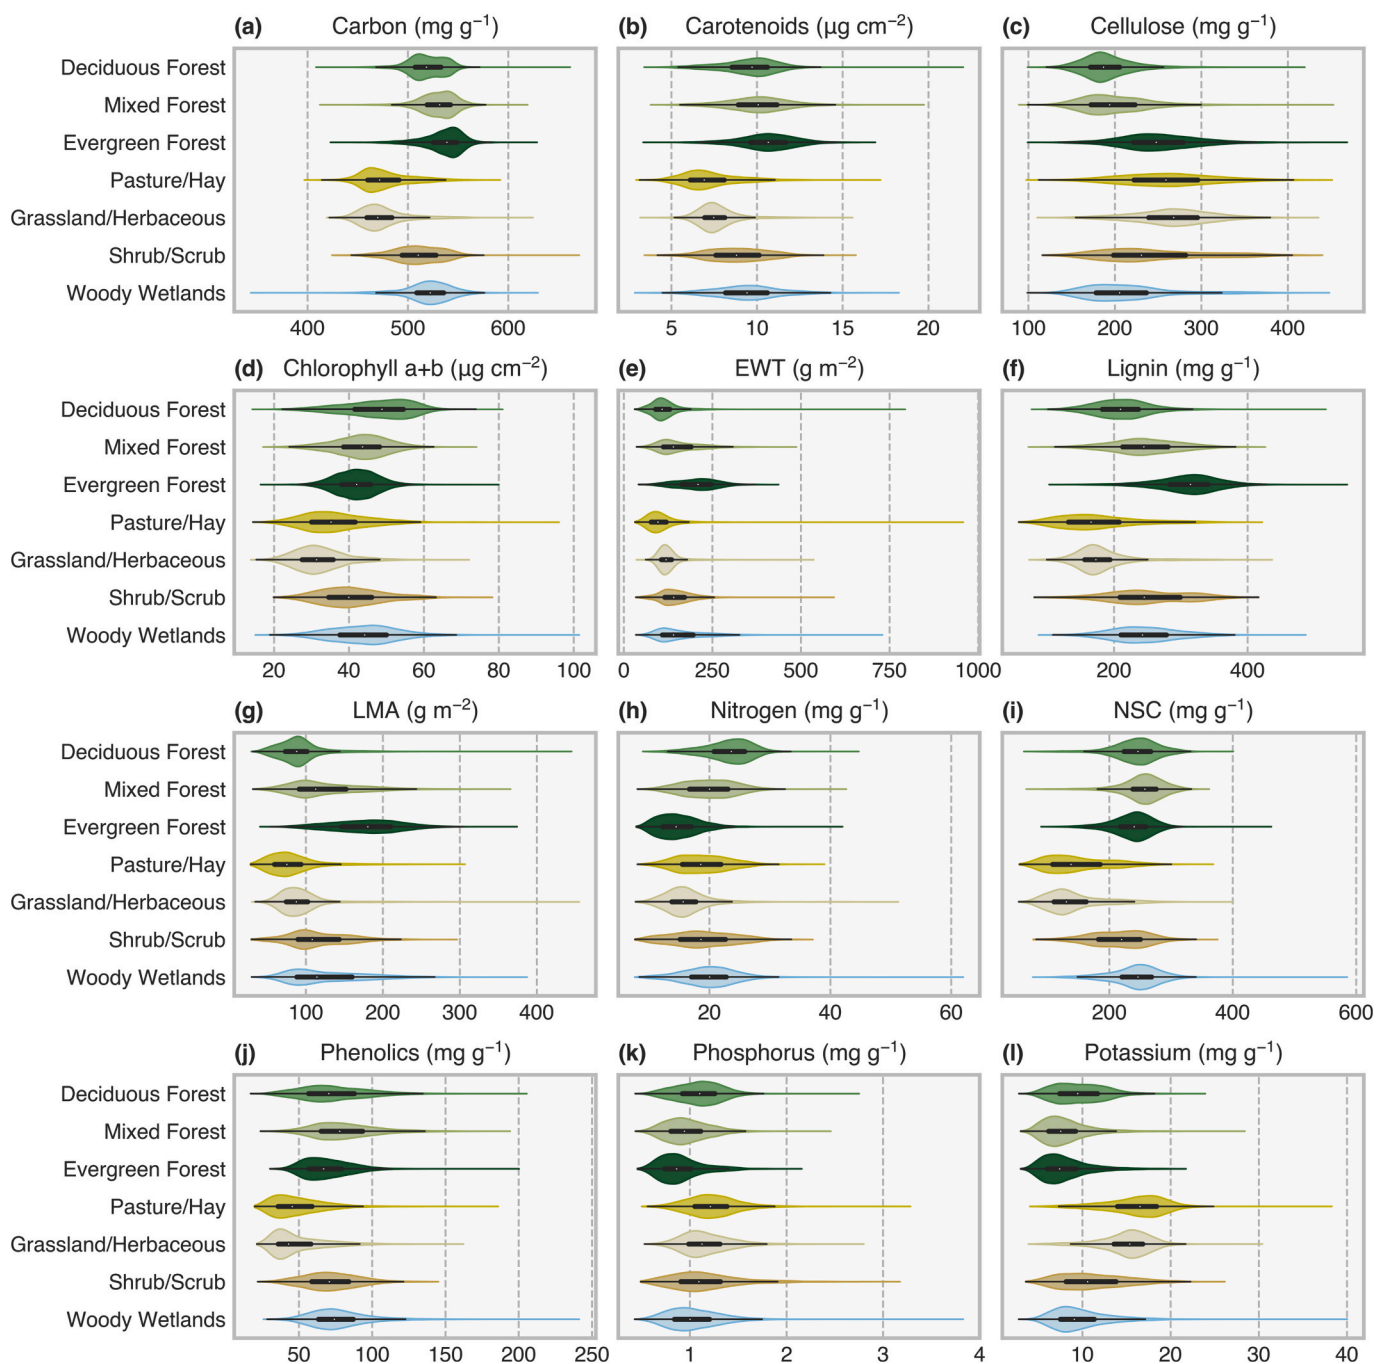 (a) Carbon (mg g⁻¹) (b) Carotenoids (µg cm⁻²) (c) Cellulose (mg g⁻¹)
Deciduous Forest
Mixed Forest
Evergreen Forest
Pasture/Hay
Grassland/Herbaceous
Shrub/Scrub
Woody Wetlands
400 500 600 5 10 15 20 100 200 300 400
(d) Chlorophyll a+b (µg cm⁻²) (e) EWT (g m⁻²) (f) Lignin (mg g⁻¹)
Deciduous Forest
Mixed Forest
Evergreen Forest
Pasture/Hay
Grassland/Herbaceous
Shrub/Scrub
Woody Wetlands
20 40 60 80 100 0 250 500 750 1000 200 400
(g) LMA (g m⁻²) (h) Nitrogen (mg g⁻¹) (i) NSC (mg g⁻¹)
Deciduous Forest
Mixed Forest
Evergreen Forest
Pasture/Hay
Grassland/Herbaceous
Shrub/Scrub
Woody Wetlands
100 200 300 400 20 40 60 200 400 600
(j) Phenolics (mg g⁻¹) (k) Phosphorus (mg g⁻¹) (l) Potassium (mg g⁻¹)
Deciduous Forest
Mixed Forest
Evergreen Forest
Pasture/Hay
Grassland/Herbaceous
Shrub/Scrub
Woody Wetlands
50 100 150 200 250 1 2 3 4 10 20 30 40